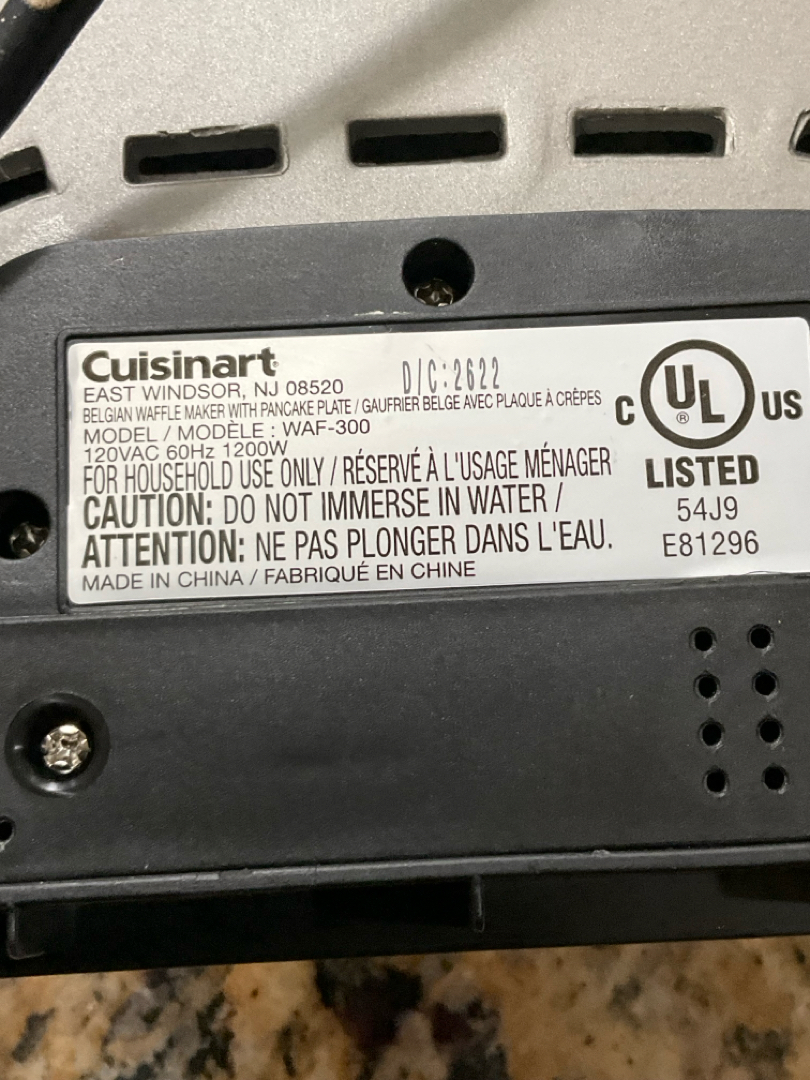 Cuisinart®
EAST WINDSOR, NJ 08520 D/C:2622
BELGIAN WAFFLE MAKER WITH PANCAKE PLATE / GAUFRIER BELGE AVEC PLAQUE À CRÊPES
MODEL / MODÈLE : WAF-300
120VAC 60Hz 1200W
FOR HOUSEHOLD USE ONLY / RÉSERVÉ À L'USAGE MÉNAGER
CAUTION: DO NOT IMMERSE IN WATER /
ATTENTION: NE PAS PLONGER DANS L'EAU.
MADE IN CHINA / FABRIQUÉ EN CHINE
C UL® US
LISTED
54J9
E81296